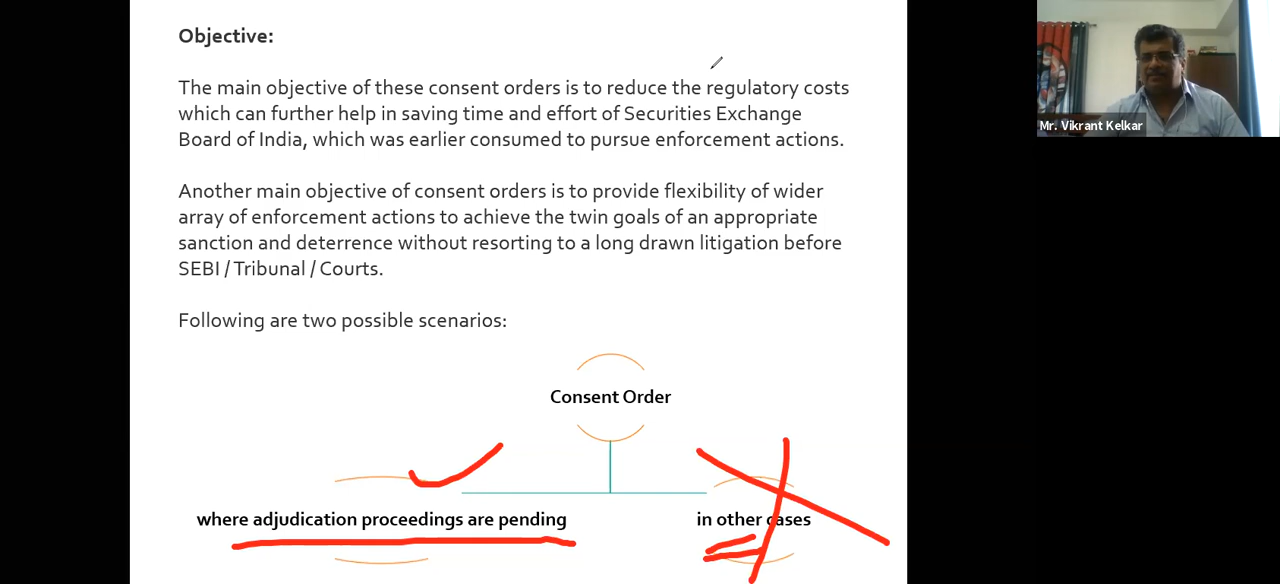 Objective:
The main objective of these consent orders is to reduce the regulatory costs
which can further help in saving time and effort of Securities Exchange
Board of India, which was earlier consumed to pursue enforcement actions.
Another main objective of consent orders is to provide flexibility of wider
array of enforcement actions to achieve the twin goals of an appropriate
sanction and deterrence without resorting to a long drawn litigation before
SEBI / Tribunal / Courts.
Following are two possible scenarios:
Consent Order
where adjudication proceedings are pending
in other cases
Mr. Vikrant Kelkar